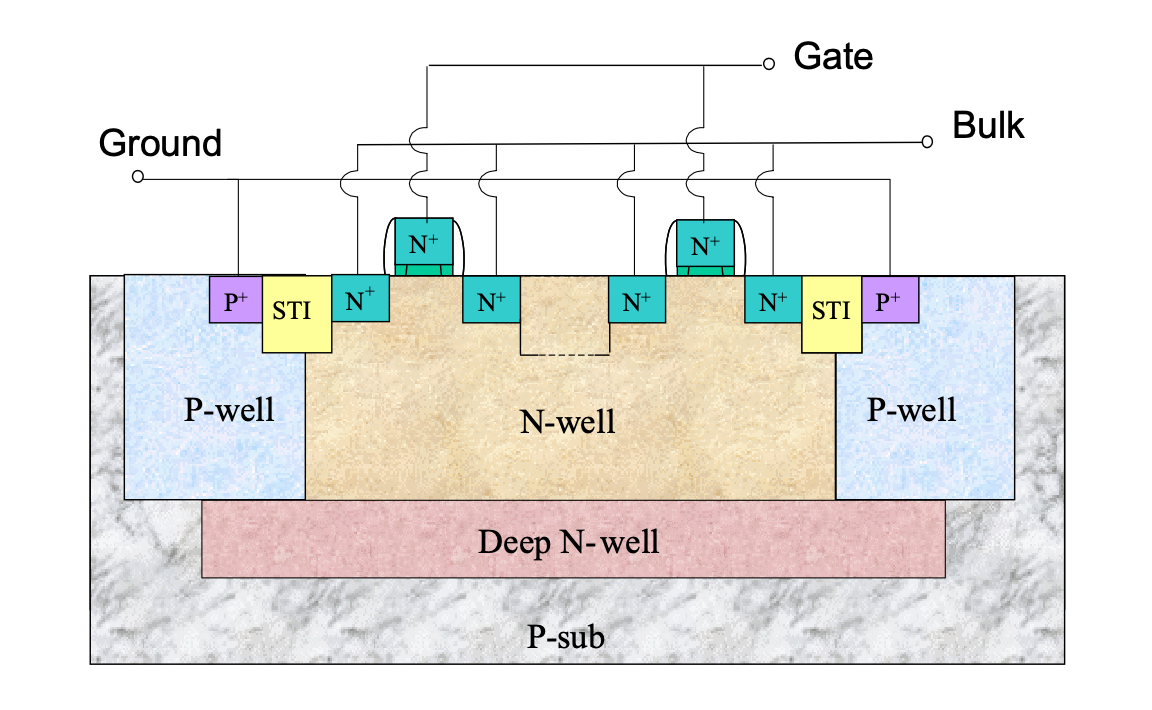 Gate
Bulk
Ground
N⁺
N⁺
P⁺
STI
N⁺
N⁺
N⁺
N⁺
STI
P⁺
P-well
N-well
P-well
Deep N-well
P-sub